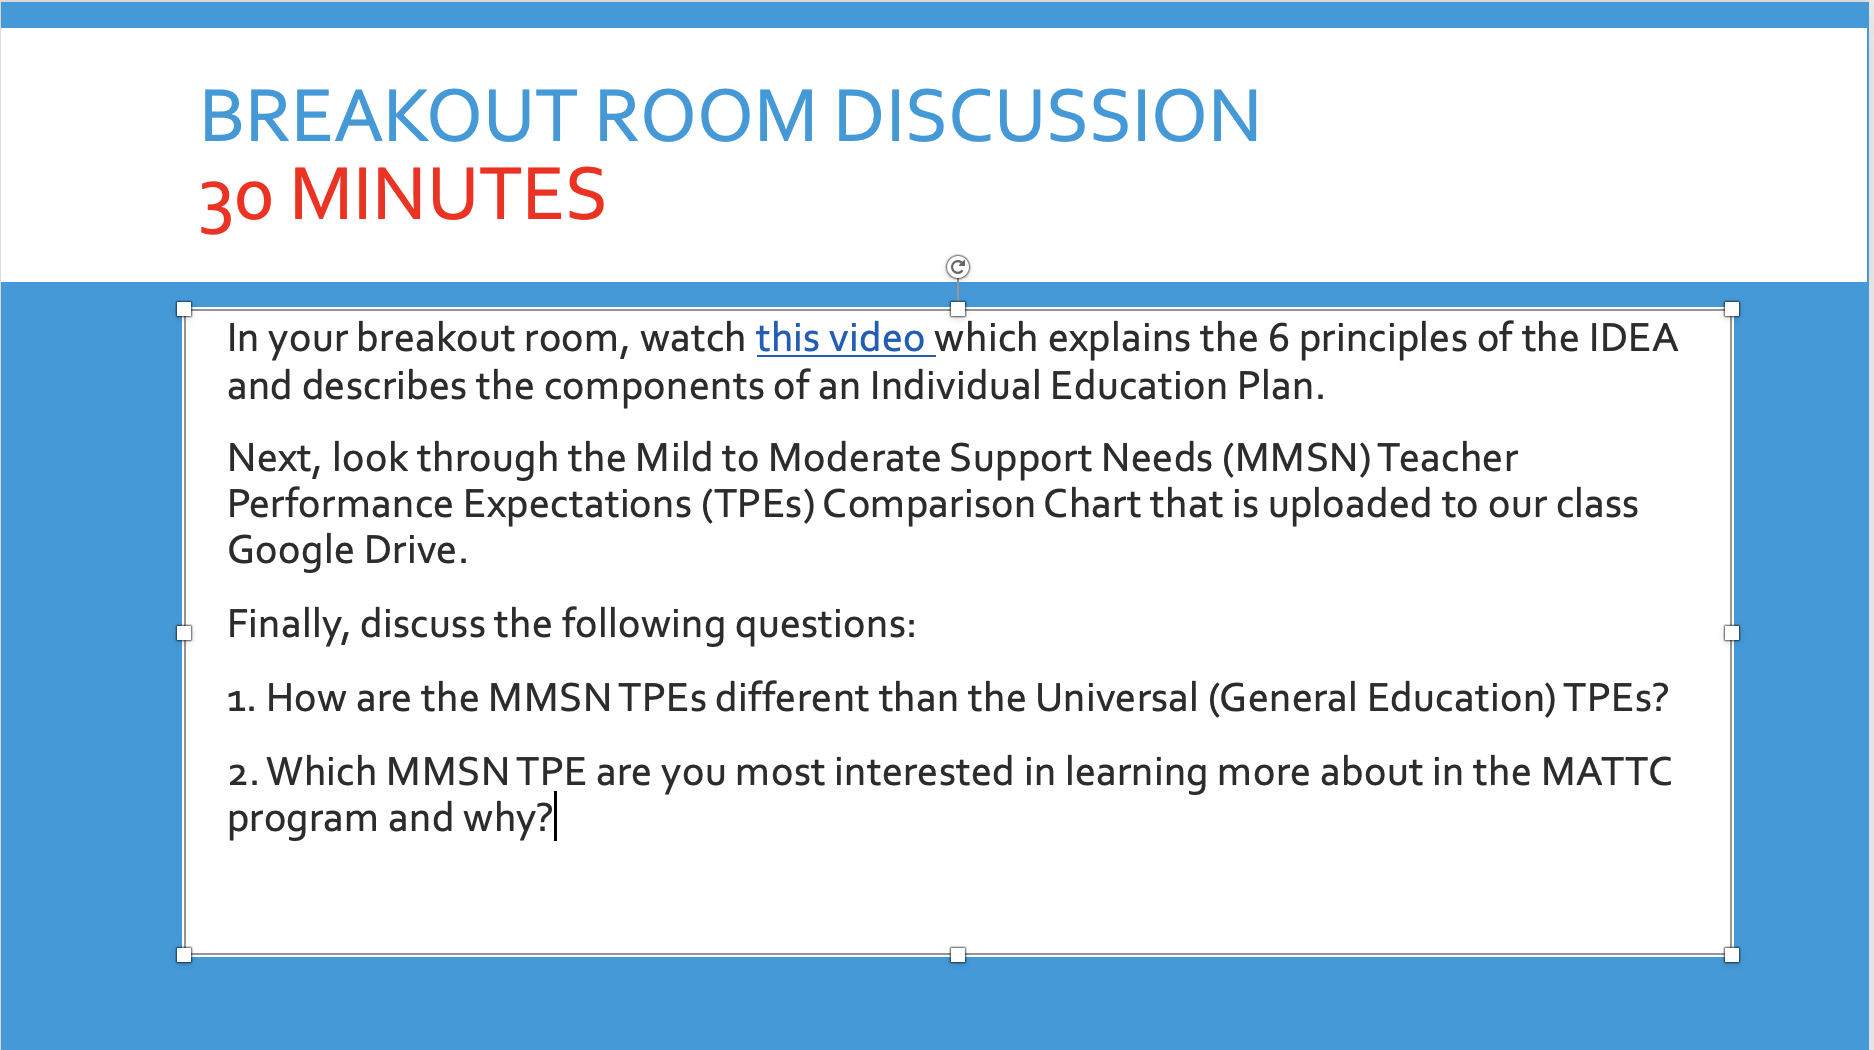 BREAKOUT ROOM DISCUSSION
30 MINUTES
In your breakout room, watch this video which explains the 6 principles of the IDEA
and describes the components of an Individual Education Plan.
Next, look through the Mild to Moderate Support Needs (MMSN) Teacher
Performance Expectations (TPEs) Comparison Chart that is uploaded to our class
Google Drive.
Finally, discuss the following questions:
1. How are the MMSN TPEs different than the Universal (General Education) TPEs?
2. Which MMSN TPE are you most interested in learning more about in the MATTC
program and why?